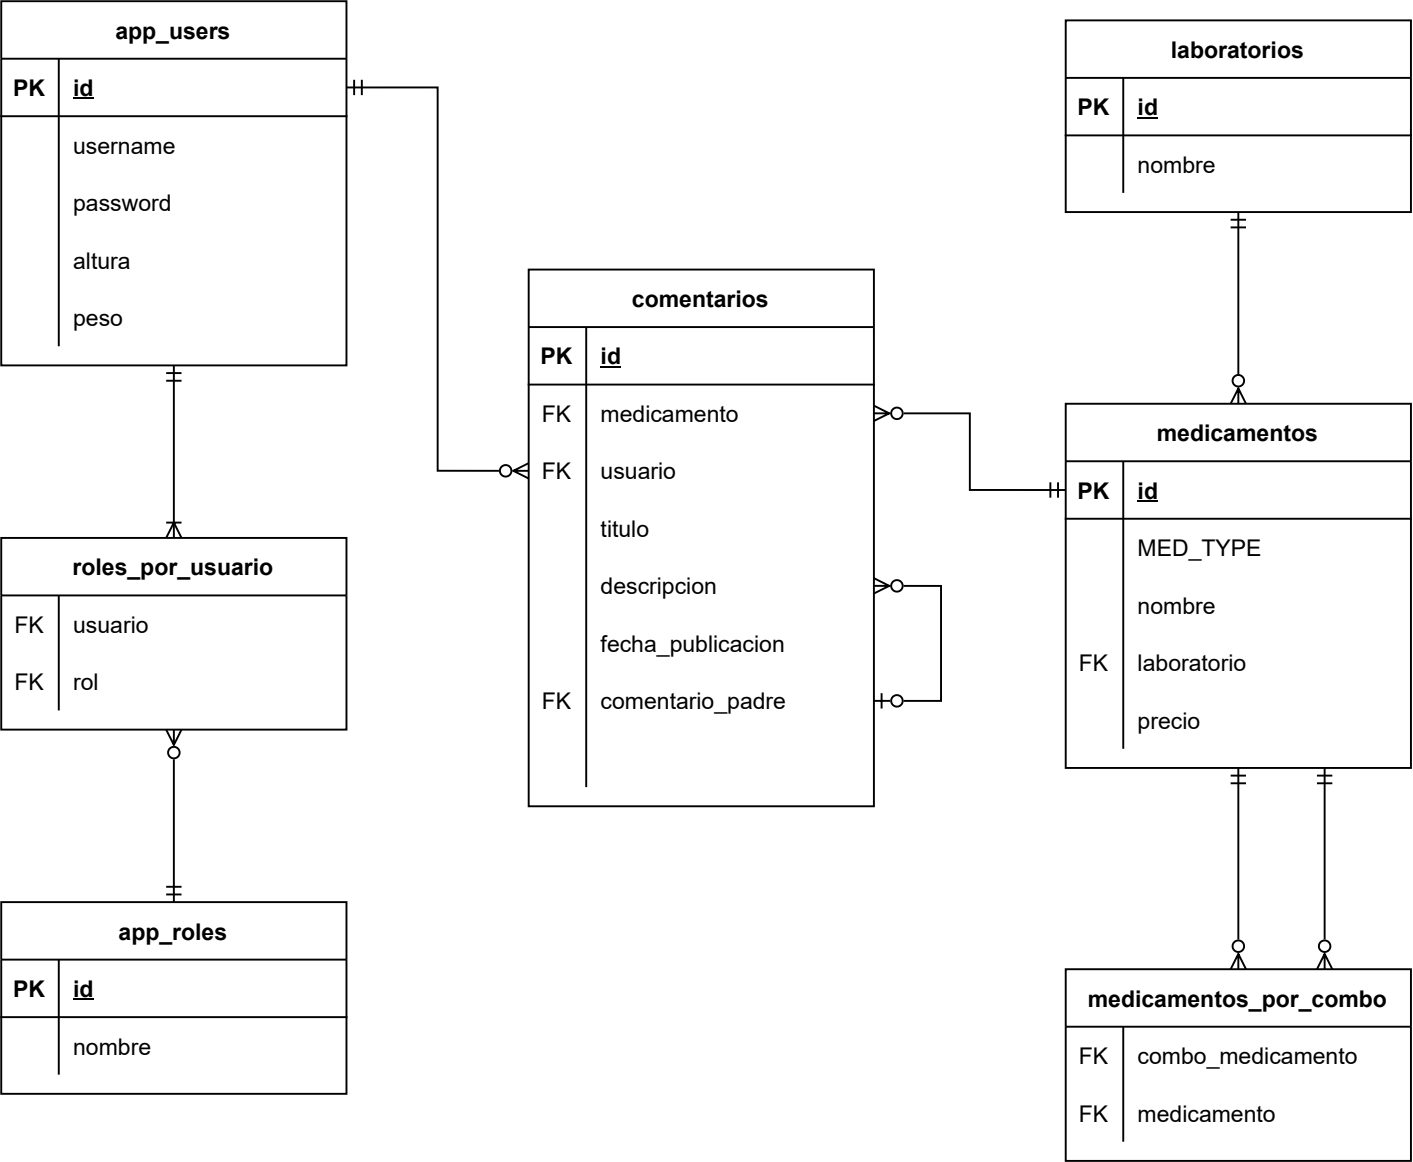 app_users
PK id
username
password
altura
peso
roles_por_usuario
FK usuario
FK rol
app_roles
PK id
nombre
comentarios
PK id
FK medicamento
FK usuario
titulo
descripcion
fecha_publicacion
FK comentario_padre
laboratorios
PK id
nombre
medicamentos
PK id
MED_TYPE
nombre
FK laboratorio
precio
medicamentos_por_combo
FK combo_medicamento
FK medicamento